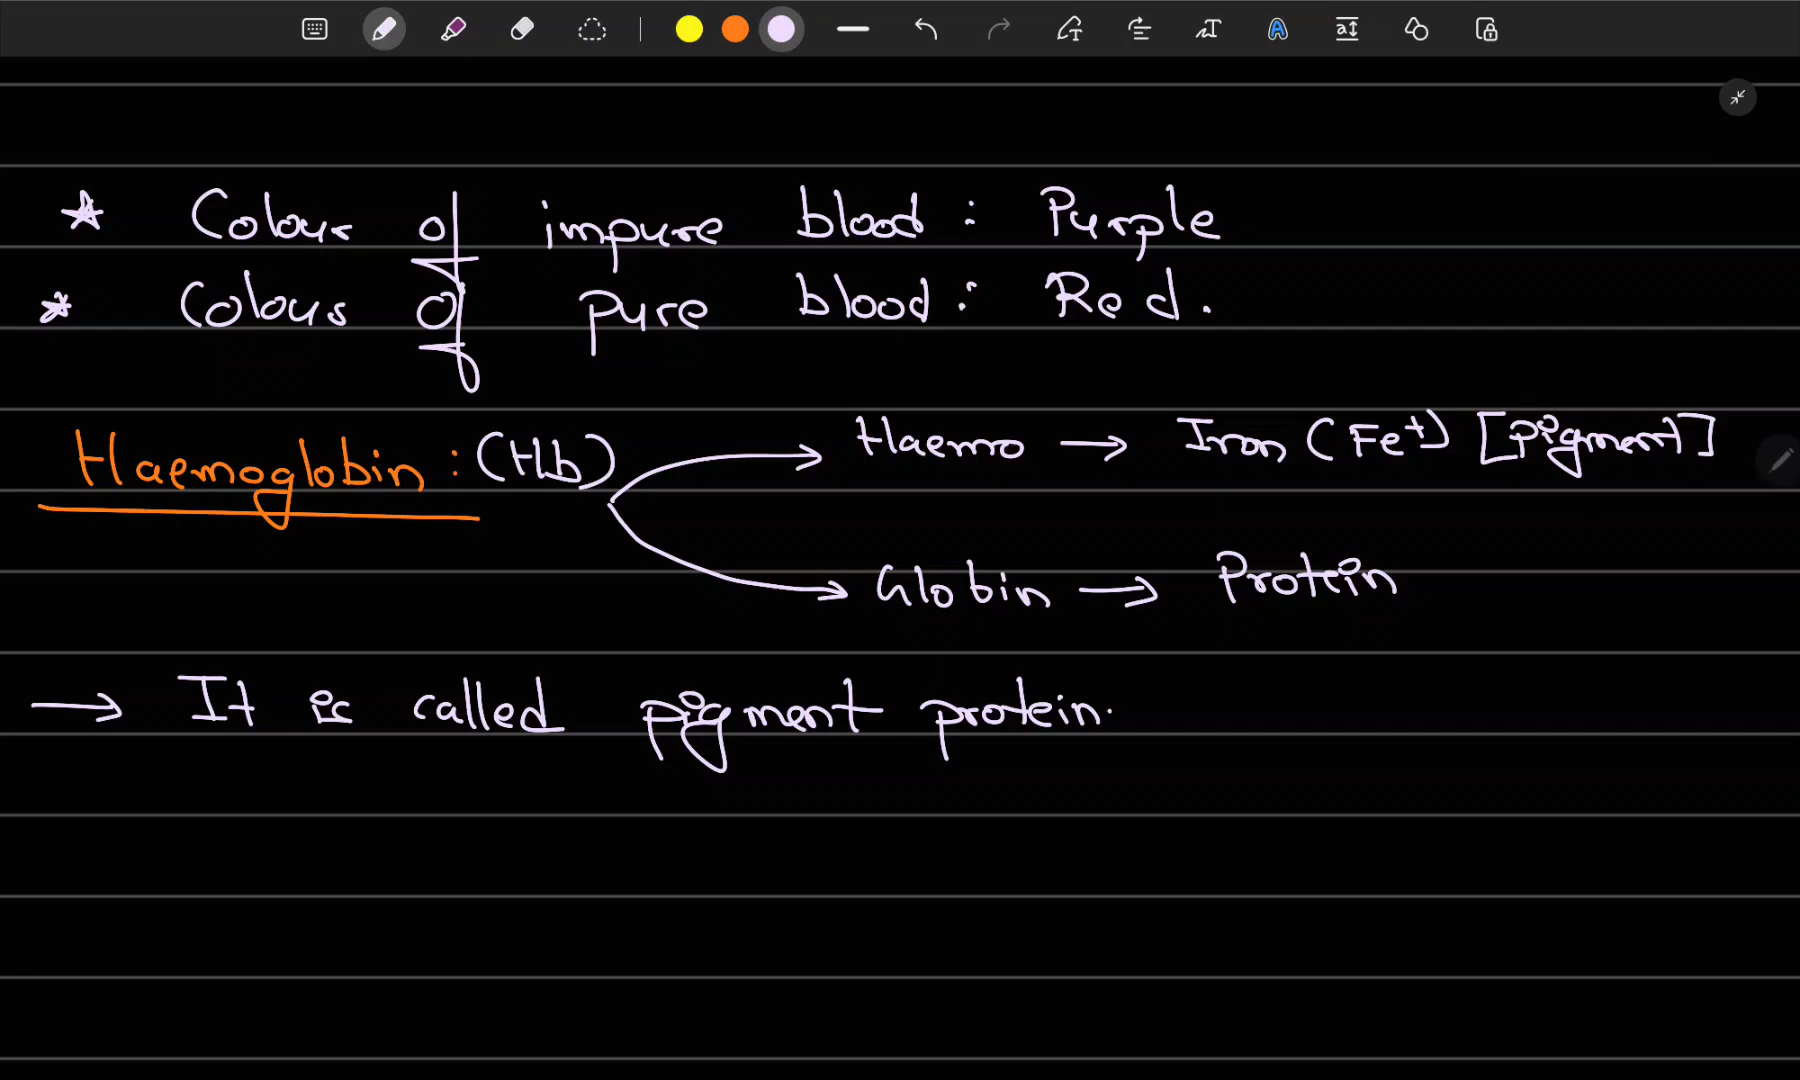 ★ Colour of impure blood : Purple
★ Colour of pure blood : Red.
Haemoglobin : (Hb)
Haemo → Iron (Fe+) [Pigment]
Globin → Protein
→ It is called pigment protein.